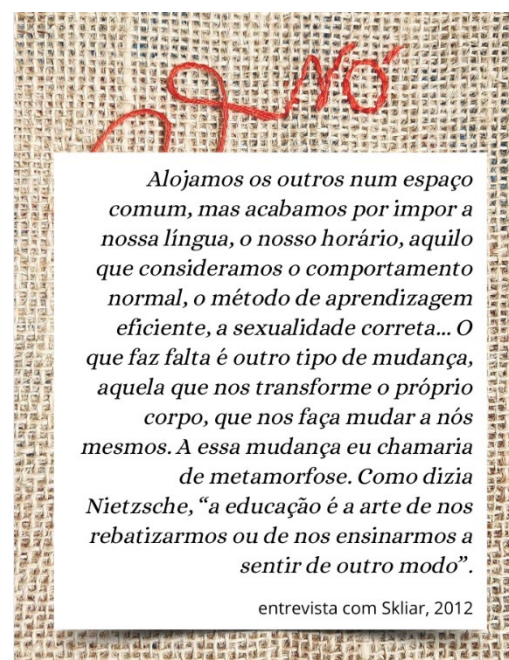 NÓ
Alojamos os outros num espaço
comum, mas acabamos por impor a
nossa língua, o nosso horário, aquilo
que consideramos o comportamento
normal, o método de aprendizagem
eficiente, a sexualidade correta... O
que faz falta é outro tipo de mudança,
aquela que nos transforme o próprio
corpo, que nos faça mudar a nós
mesmos. A essa mudança eu chamaria
de metamorfose. Como dizia
Nietzsche, “a educação é a arte de nos
rebatizarmos ou de nos ensinarmos a
sentir de outro modo”.
entrevista com Skliar, 2012